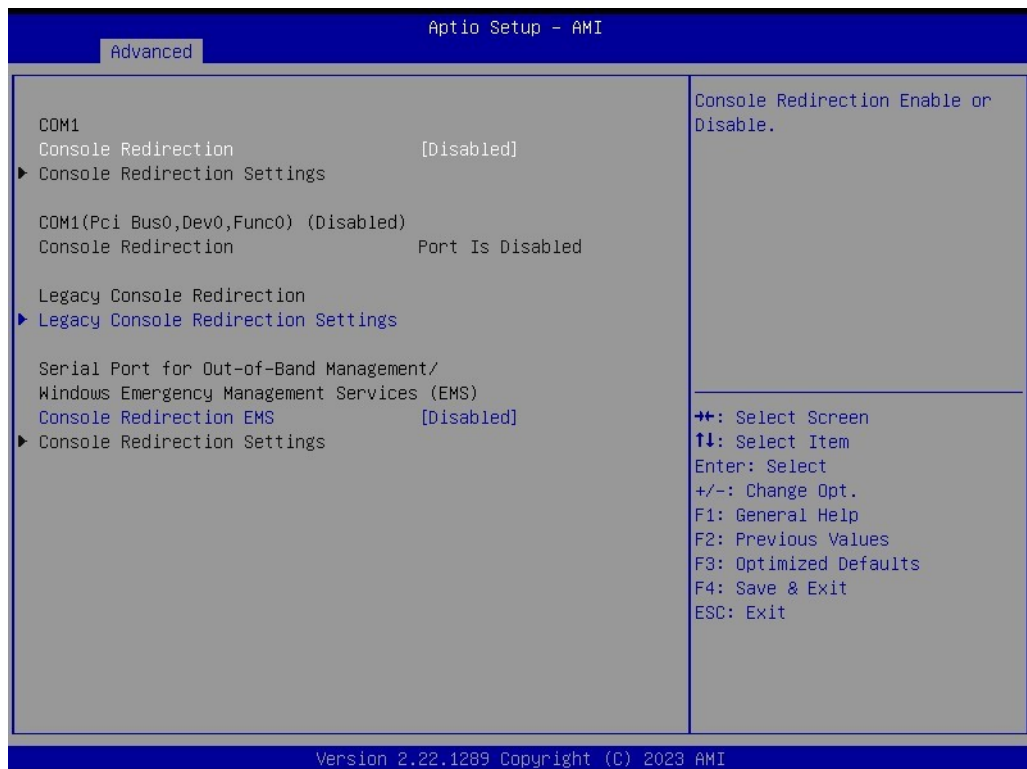 Aptio Setup – AMI
Advanced
COM1
Console Redirection [Disabled]
Console Redirection Settings
COM1(Pci Bus0,Dev0,Func0) (Disabled)
Console Redirection Port Is Disabled
Legacy Console Redirection
Legacy Console Redirection Settings
Serial Port for Out-of-Band Management/
Windows Emergency Management Services (EMS)
Console Redirection EMS [Disabled]
Console Redirection Settings
Console Redirection Enable or
Disable.
→←: Select Screen
↑↓: Select Item
Enter: Select
+/-: Change Opt.
F1: General Help
F2: Previous Values
F3: Optimized Defaults
F4: Save & Exit
ESC: Exit
Version 2.22.1289 Copyright (C) 2023 AMI